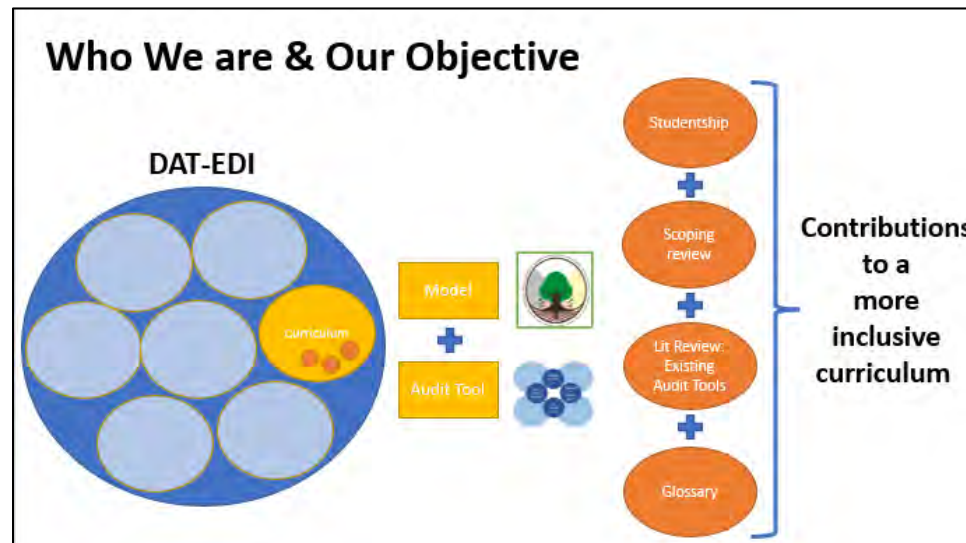 Who We are & Our Objective
DAT-EDI
Curriculum
Model
Audit Tool
Studentship
Scoping
review
Lit Review:
Existing
Audit Tools
Glossary
Contributions
to a
more
inclusive
curriculum